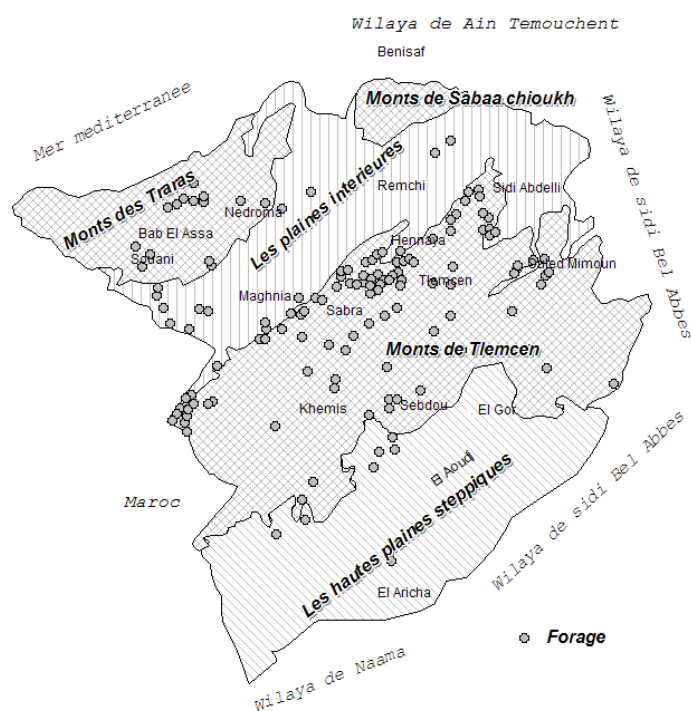 Wilaya de Ain Temouchent
Benisaf
Mer mediterranee
Monts de Sabaa chioukh
Wilaya de sidi Bel Abbes
Les plaines interieures
Remchi
Sidi Abdelli
Monts des Traras
Nedroma
Bab El Assa
Souani
Hennaya
Ouled Mimoun
Tlemcen
Maghnia
Sabra
Monts de Tlemcen
Khemis
Sebdou
El Gor
El Aoudj
Maroc
Les hautes plaines steppiques
Wilaya de sidi Bel Abbes
El Aricha
Forage
Wilaya de Naama